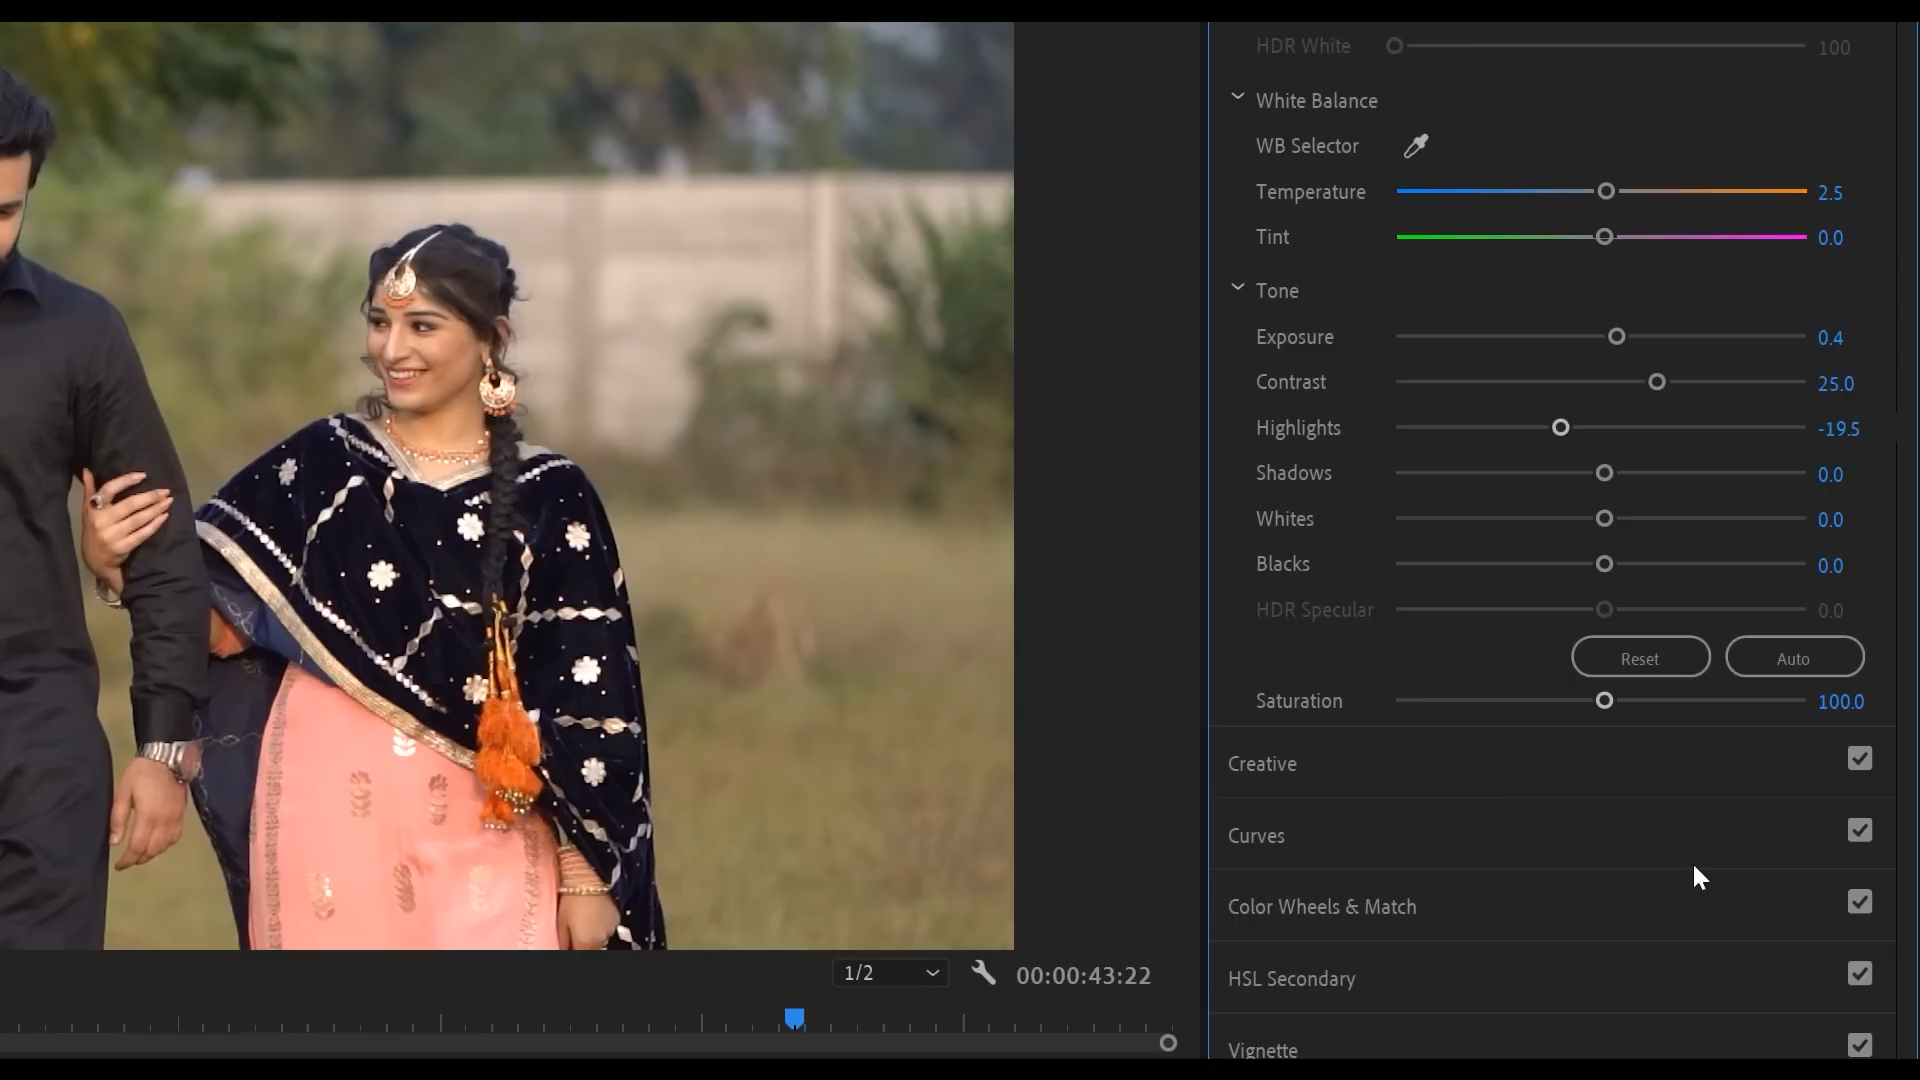 HDR White 100
White Balance
WB Selector
Temperature 2.5
Tint 0.0
Tone
Exposure 0.4
Contrast 25.0
Highlights -19.5
Shadows 0.0
Whites 0.0
Blacks 0.0
HDR Specular 0.0
Reset Auto
Saturation 100.0
Creative
Curves
Color Wheels & Match
HSL Secondary
Vignette
1/2 00:00:43:22